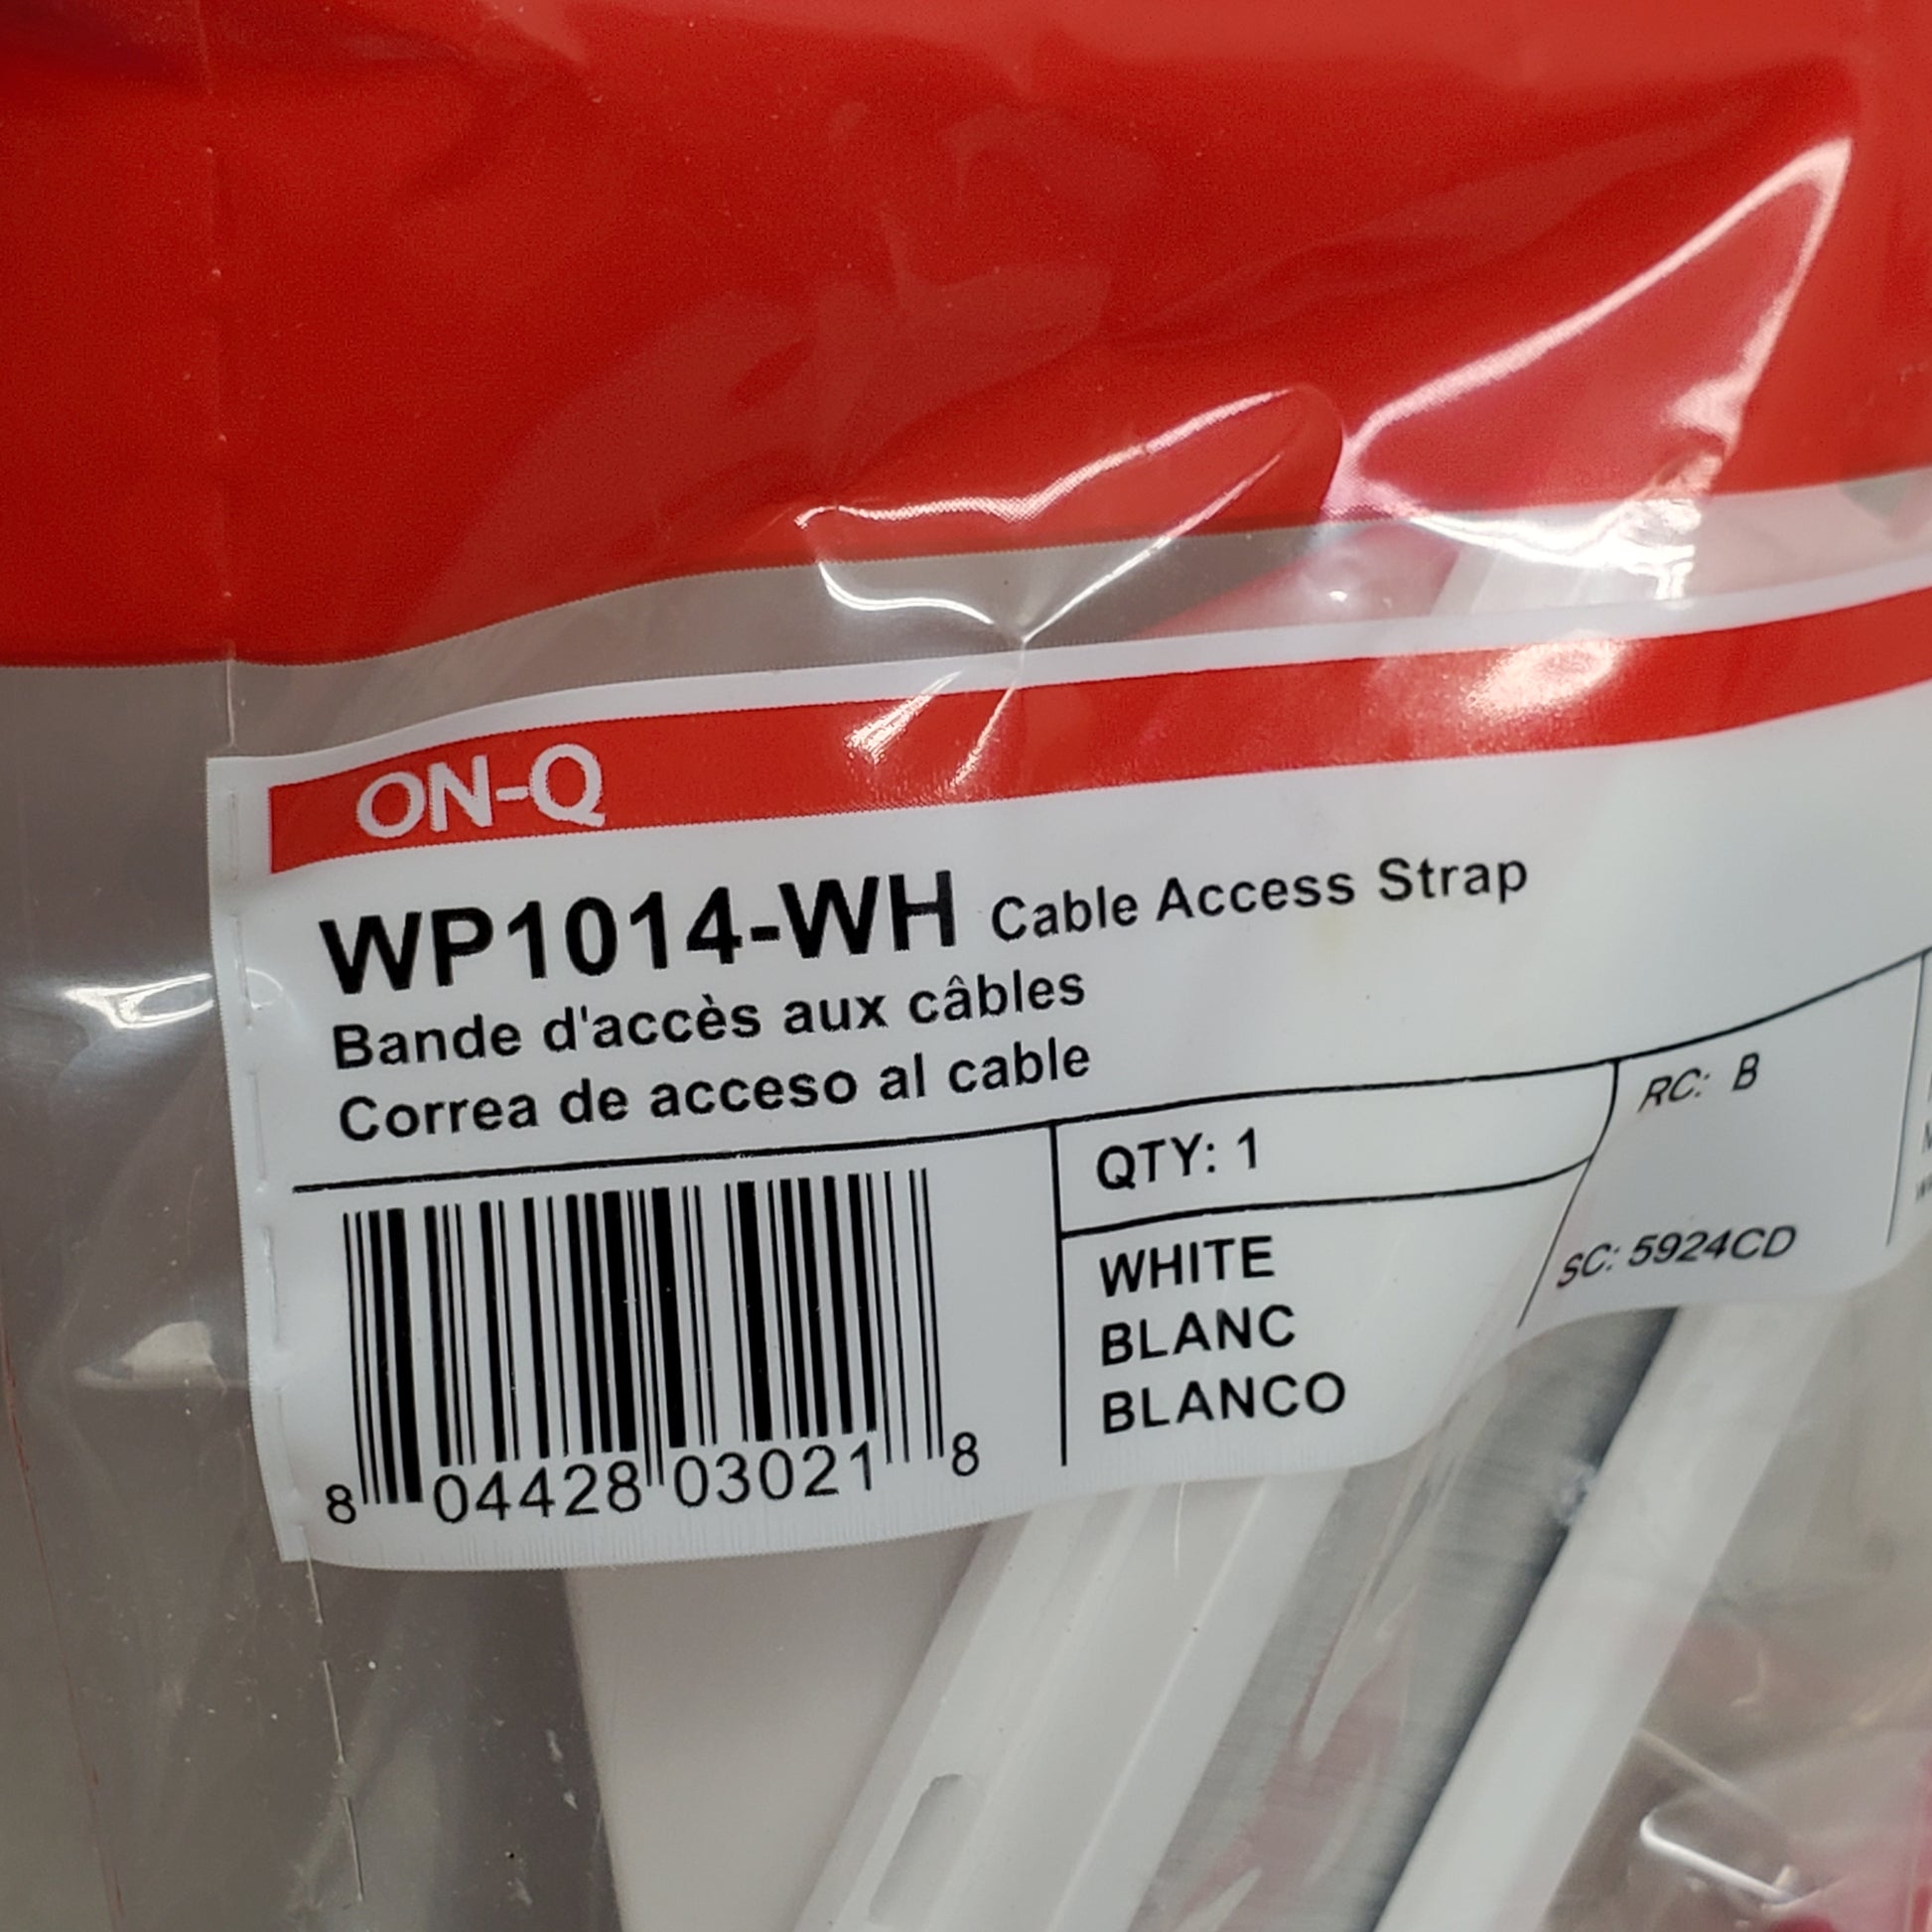 ON-Q
WP1014-WH Cable Access Strap
Bande d'accès aux câbles
Correa de acceso al cable
QTY: 1
RC: B
WHITE
BLANC
BLANCO
SC: 5924CD
8 04428 03021 8